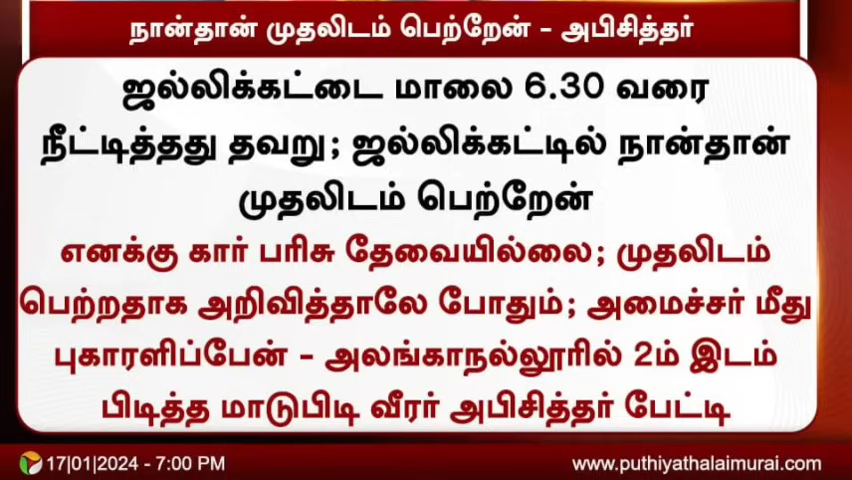 நான்தான் முதலிடம் பெற்றேன் - அபிசித்தர்
ஜல்லிக்கட்டை மாலை 6.30 வரை
நீட்டித்தது தவறு; ஜல்லிக்கட்டில் நான்தான்
முதலிடம் பெற்றேன்
எனக்கு கார் பரிசு தேவையில்லை; முதலிடம்
பெற்றதாக அறிவித்தாலே போதும்; அமைச்சர் மீது
புகாரளிப்பேன் - அலங்காநல்லூரில் 2ம் இடம்
பிடித்த மாடுபிடி வீரர் அபிசித்தர் பேட்டி
17|01|2024 - 7:00 PM
www.puthiyathalaimurai.com